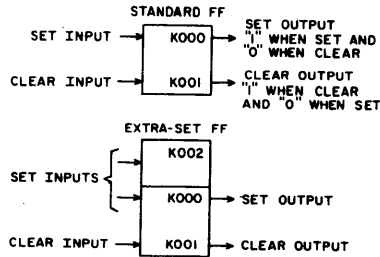 STANDARD FF
SET INPUT
K000
SET OUTPUT
"1" WHEN SET AND
"0" WHEN CLEAR
CLEAR INPUT
K001
CLEAR OUTPUT
"1" WHEN CLEAR
AND "0" WHEN SET
EXTRA-SET FF
K002
SET INPUTS
K000
SET OUTPUT
CLEAR INPUT
K001
CLEAR OUTPUT